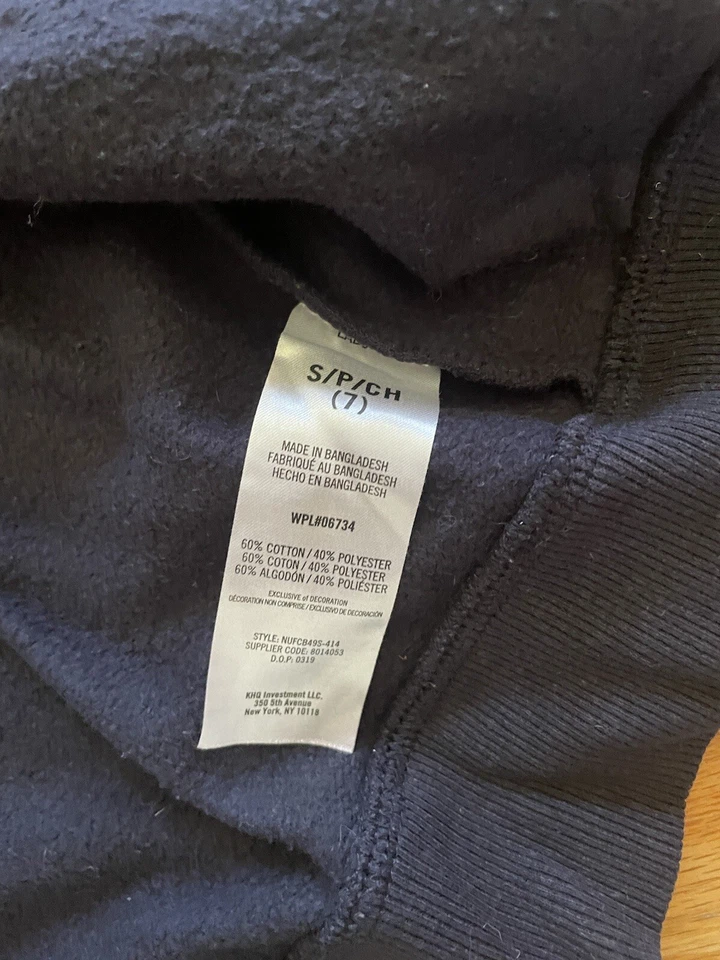 S/P/CH
(7)
MADE IN BANGLADESH
FABRIQUÉ AU BANGLADESH
HECHO EN BANGLADESH
WPL#06734
60% COTTON / 40% POLYESTER
60% COTON / 40% POLYESTER
60% ALGODÓN / 40% POLIÉSTER
EXCLUSIVE of DECORATION
DÉCORATION NON COMPRISE / EXCLUSIVO DE DECORACIÓN
STYLE: NUFCB49S-414
SUPPLIER CODE: 8014053
D.O.P: 0319
KHQ Investment LLC.
350 5th Avenue
New York, NY 10118